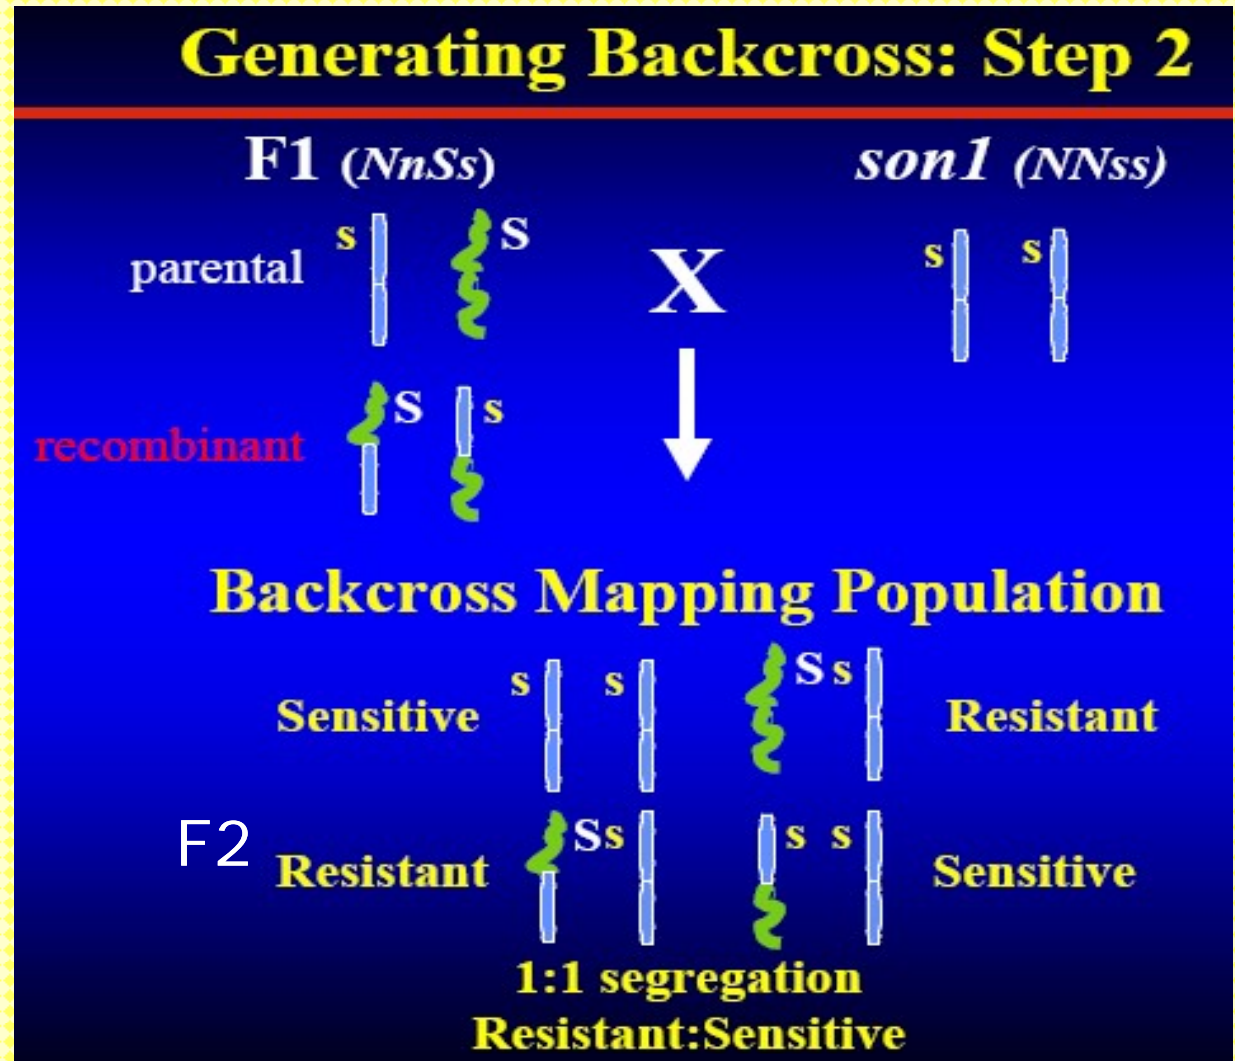 Generating Backcross: Step 2
F1 (NnSs) son1 (NNss)
s S s s
parental X
S s
recombinant
Backcross Mapping Population
s s S s
Sensitive Resistant
S s s s
F2 Resistant Sensitive
1:1 segregation
Resistant:Sensitive